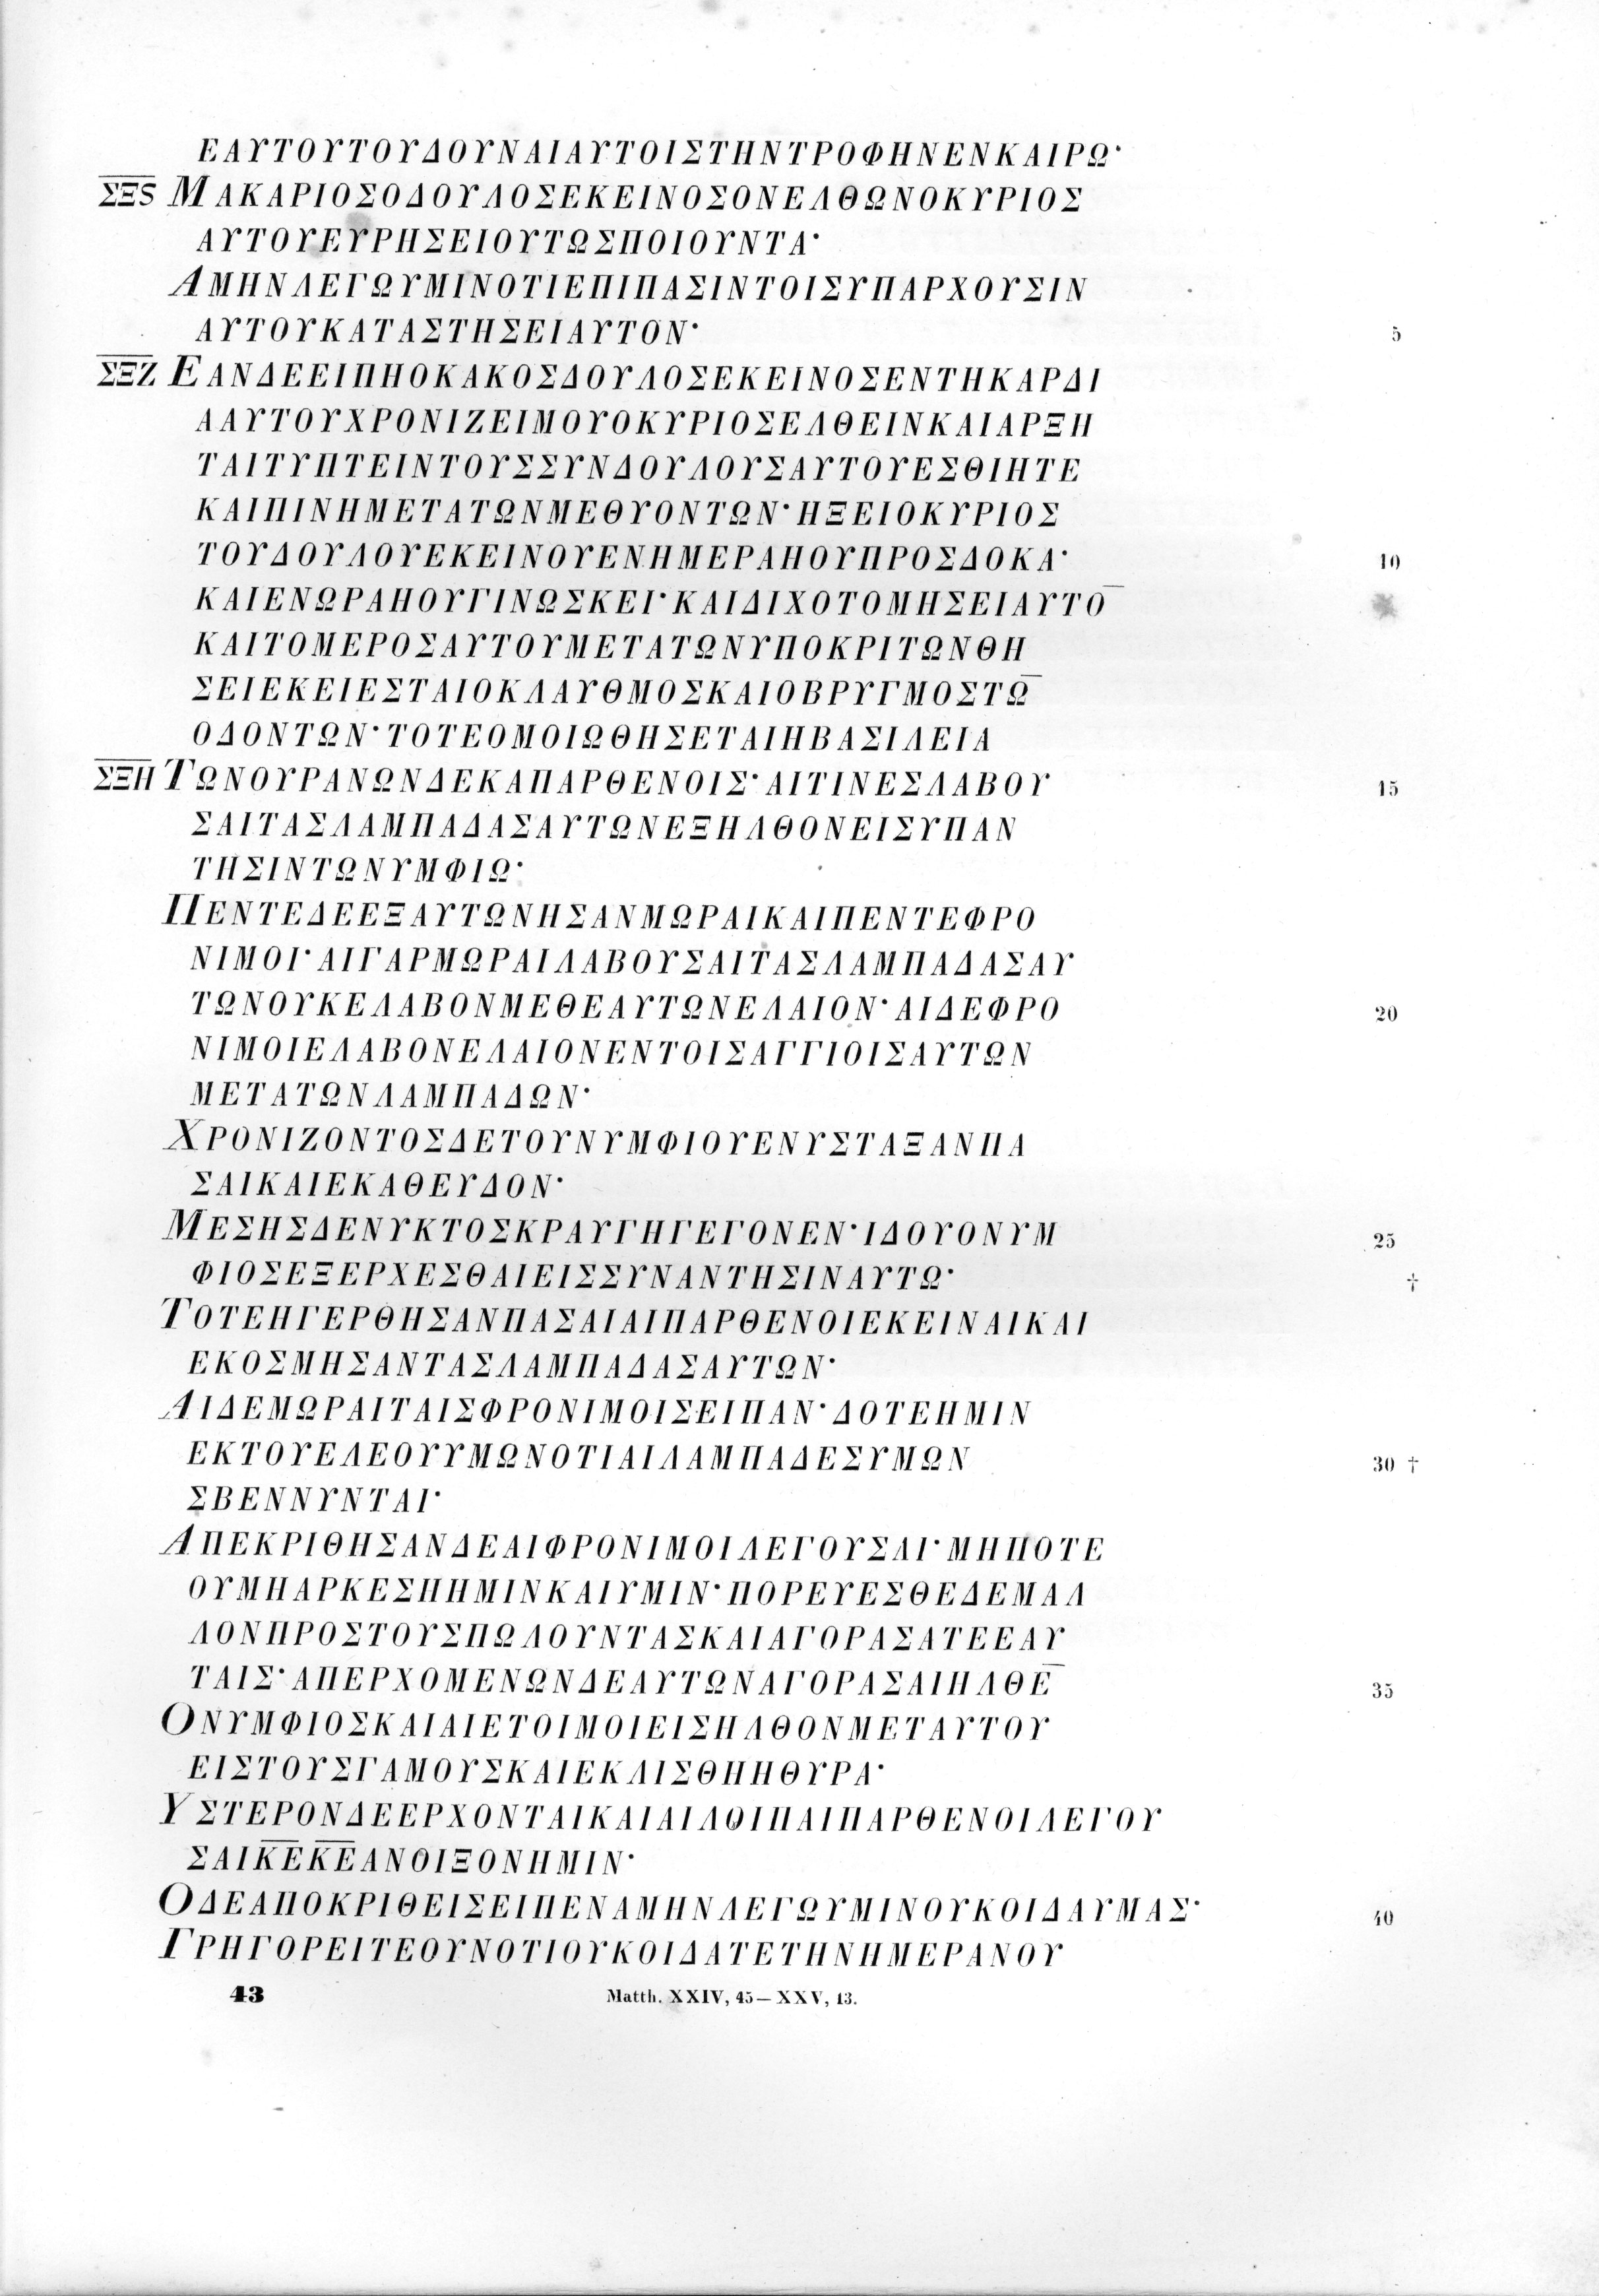 ΕΑΥΤΟΥΤΟΥΔΟΥΝΑΙΑΥΤΟΙΣΤΗΝΤΡΟΦΗΝΕΝΚΑΙΡΩ·
ΣΞϚ ΜΑΚΑΡΙΟΣΟΔΟΥΛΟΣΕΚΕΙΝΟΣΟΝΕΛΘΩΝΟΚΥΡΙΟΣ
ΑΥΤΟΥΕΥΡΗΣΕΙΟΥΤΩΣΠΟΙΟΥΝΤΑ·
ΑΜΗΝΛΕΓΩΥΜΙΝΟΤΙΕΠΙΠΑΣΙΝΤΟΙΣΥΠΑΡΧΟΥΣΙΝ
ΑΥΤΟΥΚΑΤΑΣΤΗΣΕΙΑΥΤΟΝ· 5
ΣΞΖ ΕΑΝΔΕΕΙΠΗΟΚΑΚΟΣΔΟΥΛΟΣΕΚΕΙΝΟΣΕΝΤΗΚΑΡΔΙ
ΑΑΥΤΟΥΧΡΟΝΙΖΕΙΜΟΥΟΚΥΡΙΟΣΕΛΘΕΙΝΚΑΙΑΡΞΗ
ΤΑΙΤΥΠΤΕΙΝΤΟΥΣΣΥΝΔΟΥΛΟΥΣΑΥΤΟΥΕΣΘΙΗΤΕ
ΚΑΙΠΙΝΗΜΕΤΑΤΩΝΜΕΘΥΟΝΤΩΝ·ΗΞΕΙΟΚΥΡΙΟΣ
ΤΟΥΔΟΥΛΟΥΕΚΕΙΝΟΥΕΝΗΜΕΡΑΗΟΥΠΡΟΣΔΟΚΑ· 10
ΚΑΙΕΝΩΡΑΗΟΥΓΙΝΩΣΚΕΙ·ΚΑΙΔΙΧΟΤΟΜΗΣΕΙΑΥΤΟ̅
ΚΑΙΤΟΜΕΡΟΣΑΥΤΟΥΜΕΤΑΤΩΝΥΠΟΚΡΙΤΩΝΘΗ
ΣΕΙΕΚΕΙΕΣΤΑΙΟΚΛΑΥΘΜΟΣΚΑΙΟΒΡΥΓΜΟΣΤΩ̅
ΟΔΟΝΤΩΝ·ΤΟΤΕΟΜΟΙΩΘΗΣΕΤΑΙΗΒΑΣΙΛΕΙΑ
ΣΞΗ ΤΩΝΟΥΡΑΝΩΝΔΕΚΑΠΑΡΘΕΝΟΙΣ·ΑΙΤΙΝΕΣΛΑΒΟΥ 15
ΣΑΙΤΑΣΛΑΜΠΑΔΑΣΑΥΤΩΝΕΞΗΛΘΟΝΕΙΣΥΠΑΝ
ΤΗΣΙΝΤΩΝΥΜΦΙΩ·
ΠΕΝΤΕΔΕΕΞΑΥΤΩΝΗΣΑΝΜΩΡΑΙΚΑΙΠΕΝΤΕΦΡΟ
ΝΙΜΟΙ·ΑΙΓΑΡΜΩΡΑΙΛΑΒΟΥΣΑΙΤΑΣΛΑΜΠΑΔΑΣΑΥ
ΤΩΝΟΥΚΕΛΑΒΟΝΜΕΘΕΑΥΤΩΝΕΛΑΙΟΝ·ΑΙΔΕΦΡΟ 20
ΝΙΜΟΙΕΛΑΒΟΝΕΛΑΙΟΝΕΝΤΟΙΣΑΓΓΙΟΙΣΑΥΤΩΝ
ΜΕΤΑΤΩΝΛΑΜΠΑΔΩΝ·
ΧΡΟΝΙΖΟΝΤΟΣΔΕΤΟΥΝΥΜΦΙΟΥΕΝΥΣΤΑΞΑΝΠΑ
ΣΑΙΚΑΙΕΚΑΘΕΥΔΟΝ·
ΜΕΣΗΣΔΕΝΥΚΤΟΣΚΡΑΥΓΗΓΕΓΟΝΕΝ·ΙΔΟΥΟΝΥΜ 25
ΦΙΟΣΕΞΕΡΧΕΣΘΑΙΕΙΣΣΥΝΑΝΤΗΣΙΝΑΥΤΩ· †
ΤΟΤΕΗΓΕΡΘΗΣΑΝΠΑΣΑΙΑΙΠΑΡΘΕΝΟΙΕΚΕΙΝΑΙΚΑΙ
ΕΚΟΣΜΗΣΑΝΤΑΣΛΑΜΠΑΔΑΣΑΥΤΩΝ·
ΑΙΔΕΜΩΡΑΙΤΑΙΣΦΡΟΝΙΜΟΙΣΕΙΠΑΝ·ΔΟΤΕΗΜΙΝ
ΕΚΤΟΥΕΛΕΟΥΥΜΩΝΟΤΙΑΙΛΑΜΠΑΔΕΣΥΜΩΝ 30 †
ΣΒΕΝΝΥΝΤΑΙ·
ΑΠΕΚΡΙΘΗΣΑΝΔΕΑΙΦΡΟΝΙΜΟΙΛΕΓΟΥΣΑΙ·ΜΗΠΟΤΕ
ΟΥΜΗΑΡΚΕΣΗΗΜΙΝΚΑΙΥΜΙΝ·ΠΟΡΕΥΕΣΘΕΔΕΜΑΛ
ΛΟΝΠΡΟΣΤΟΥΣΠΩΛΟΥΝΤΑΣΚΑΙΑΓΟΡΑΣΑΤΕΕΑΥ
ΤΑΙΣ·ΑΠΕΡΧΟΜΕΝΩΝΔΕΑΥΤΩΝΑΓΟΡΑΣΑΙΗΛΘΕ̅ 35
ΟΝΥΜΦΙΟΣΚΑΙΑΙΕΤΟΙΜΟΙΕΙΣΗΛΘΟΝΜΕΤΑΥΤΟΥ
ΕΙΣΤΟΥΣΓΑΜΟΥΣΚΑΙΕΚΛΙΣΘΗΗΘΥΡΑ·
ΥΣΤΕΡΟΝΔΕΕΡΧΟΝΤΑΙΚΑΙΑΙΛΟΙΠΑΙΠΑΡΘΕΝΟΙΛΕΓΟΥ
ΣΑΙΚ̅Ε̅Κ̅Ε̅ΑΝΟΙΞΟΝΗΜΙΝ·
ΟΔΕΑΠΟΚΡΙΘΕΙΣΕΙΠΕΝΑΜΗΝΛΕΓΩΥΜΙΝΟΥΚΟΙΔΑΥΜΑΣ· 40
ΓΡΗΓΟΡΕΙΤΕΟΥΝΟΤΙΟΥΚΟΙΔΑΤΕΤΗΝΗΜΕΡΑΝΟΥ
43 Matth. XXIV, 45—XXV, 13.